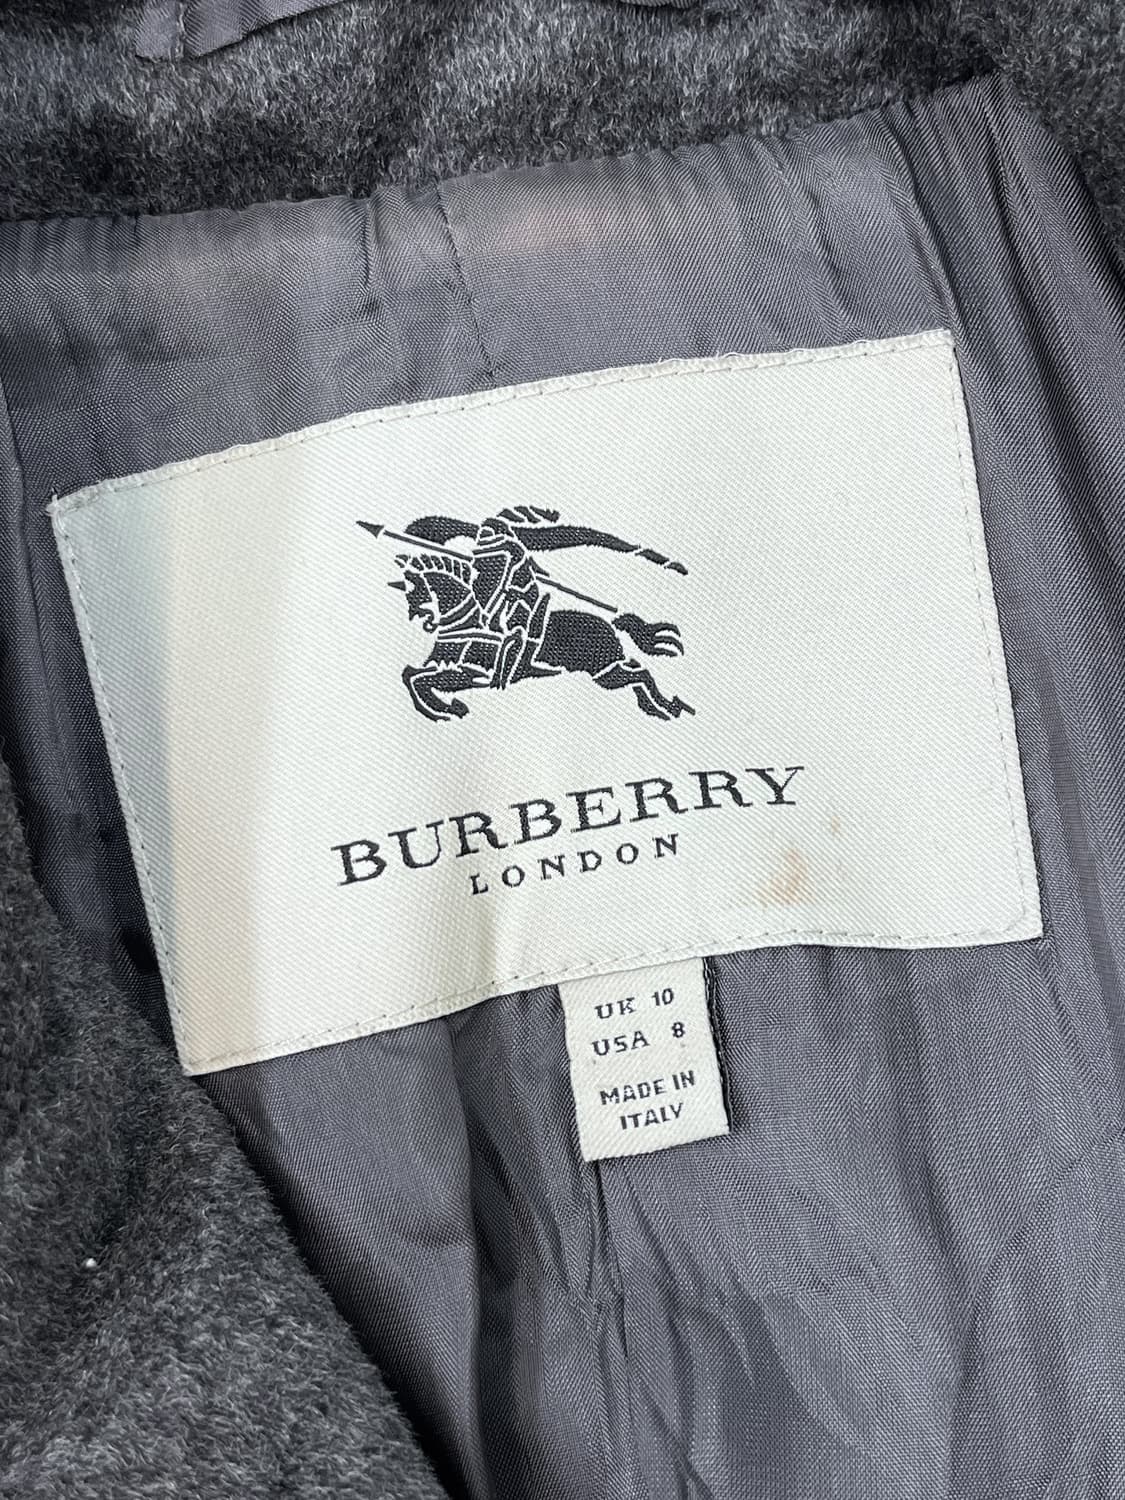 BURBERRY
LONDON
UK 10
USA 8
MADE IN
ITALY